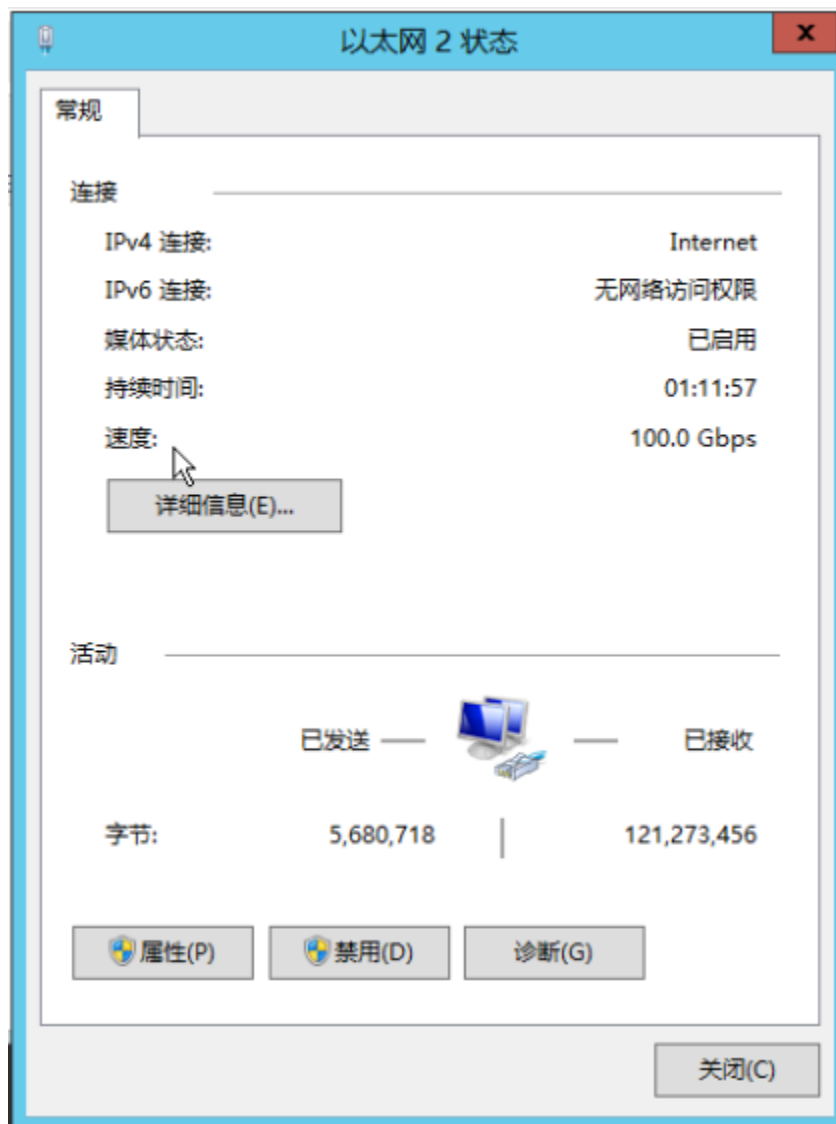 以太网 2 状态
x
常规
连接
IPv4 连接: Internet
IPv6 连接: 无网络访问权限
媒体状态: 已启用
持续时间: 01:11:57
速度: 100.0 Gbps
详细信息(E)...
活动
已发送 已接收
字节: 5,680,718 121,273,456
属性(P) 禁用(D) 诊断(G)
关闭(C)